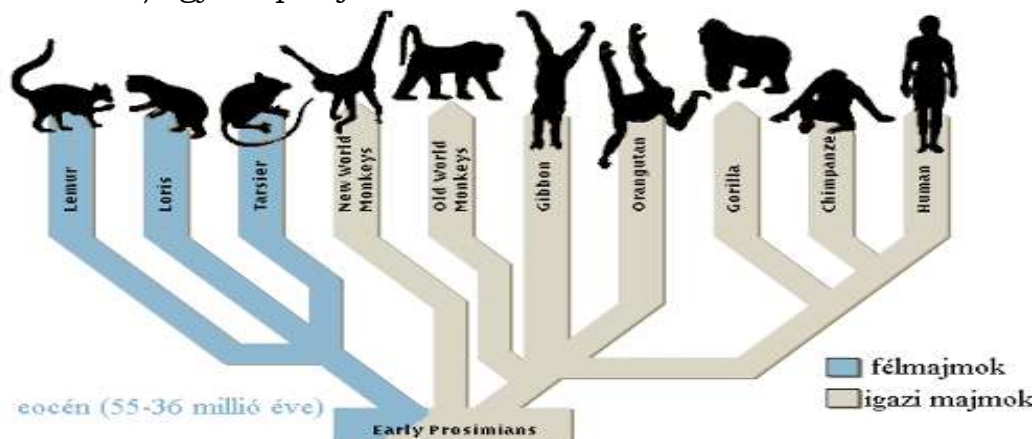 Lemur
Loris
Tarsier
New World
Monkeys
Old World
Monkeys
Gibbon
Orangutan
Gorilla
Chimpanze
Human
félmajmok
igazi majmok
eocén (55-36 millió éve)
Early Prosimians